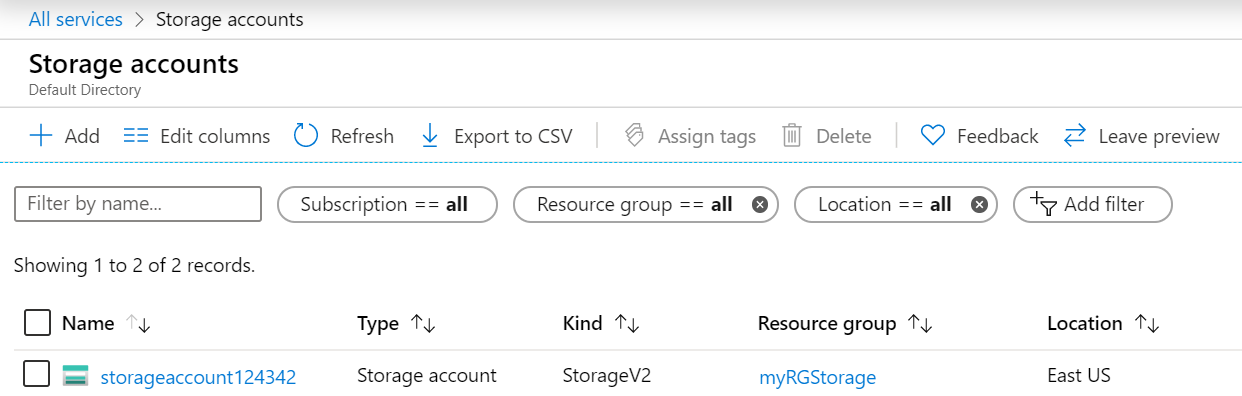 All services > Storage accounts
Storage accounts
Default Directory
Add Edit columns Refresh Export to CSV Assign tags Delete Feedback Leave preview
Filter by name... Subscription == all Resource group == all Location == all Add filter
Showing 1 to 2 of 2 records.
Name Type Kind Resource group Location
storageaccount124342 Storage account StorageV2 myRGStorage East US